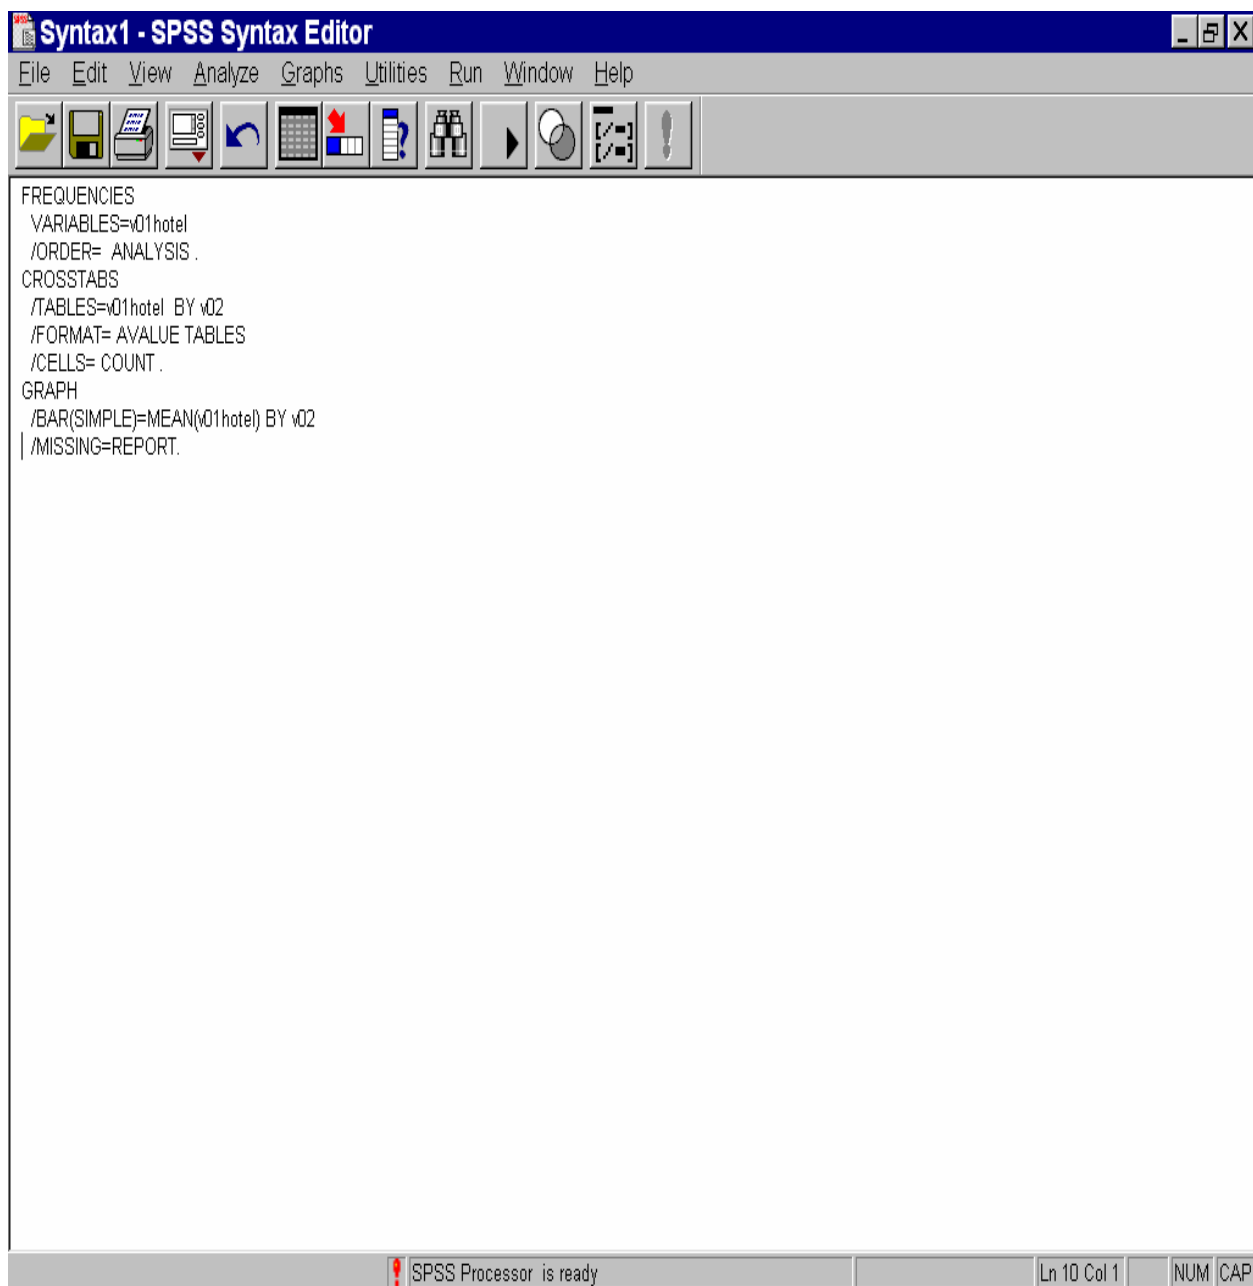 Syntax1 - SPSS Syntax Editor
File Edit View Analyze Graphs Utilities Run Window Help
FREQUENCIES
VARIABLES=v01hotel
/ORDER= ANALYSIS .
CROSSTABS
/TABLES=v01hotel BY v02
/FORMAT= AVALUE TABLES
/CELLS= COUNT .
GRAPH
/BAR(SIMPLE)=MEAN(v01hotel) BY v02
/MISSING=REPORT.
SPSS Processor is ready Ln 10 Col 1 NUM CAP